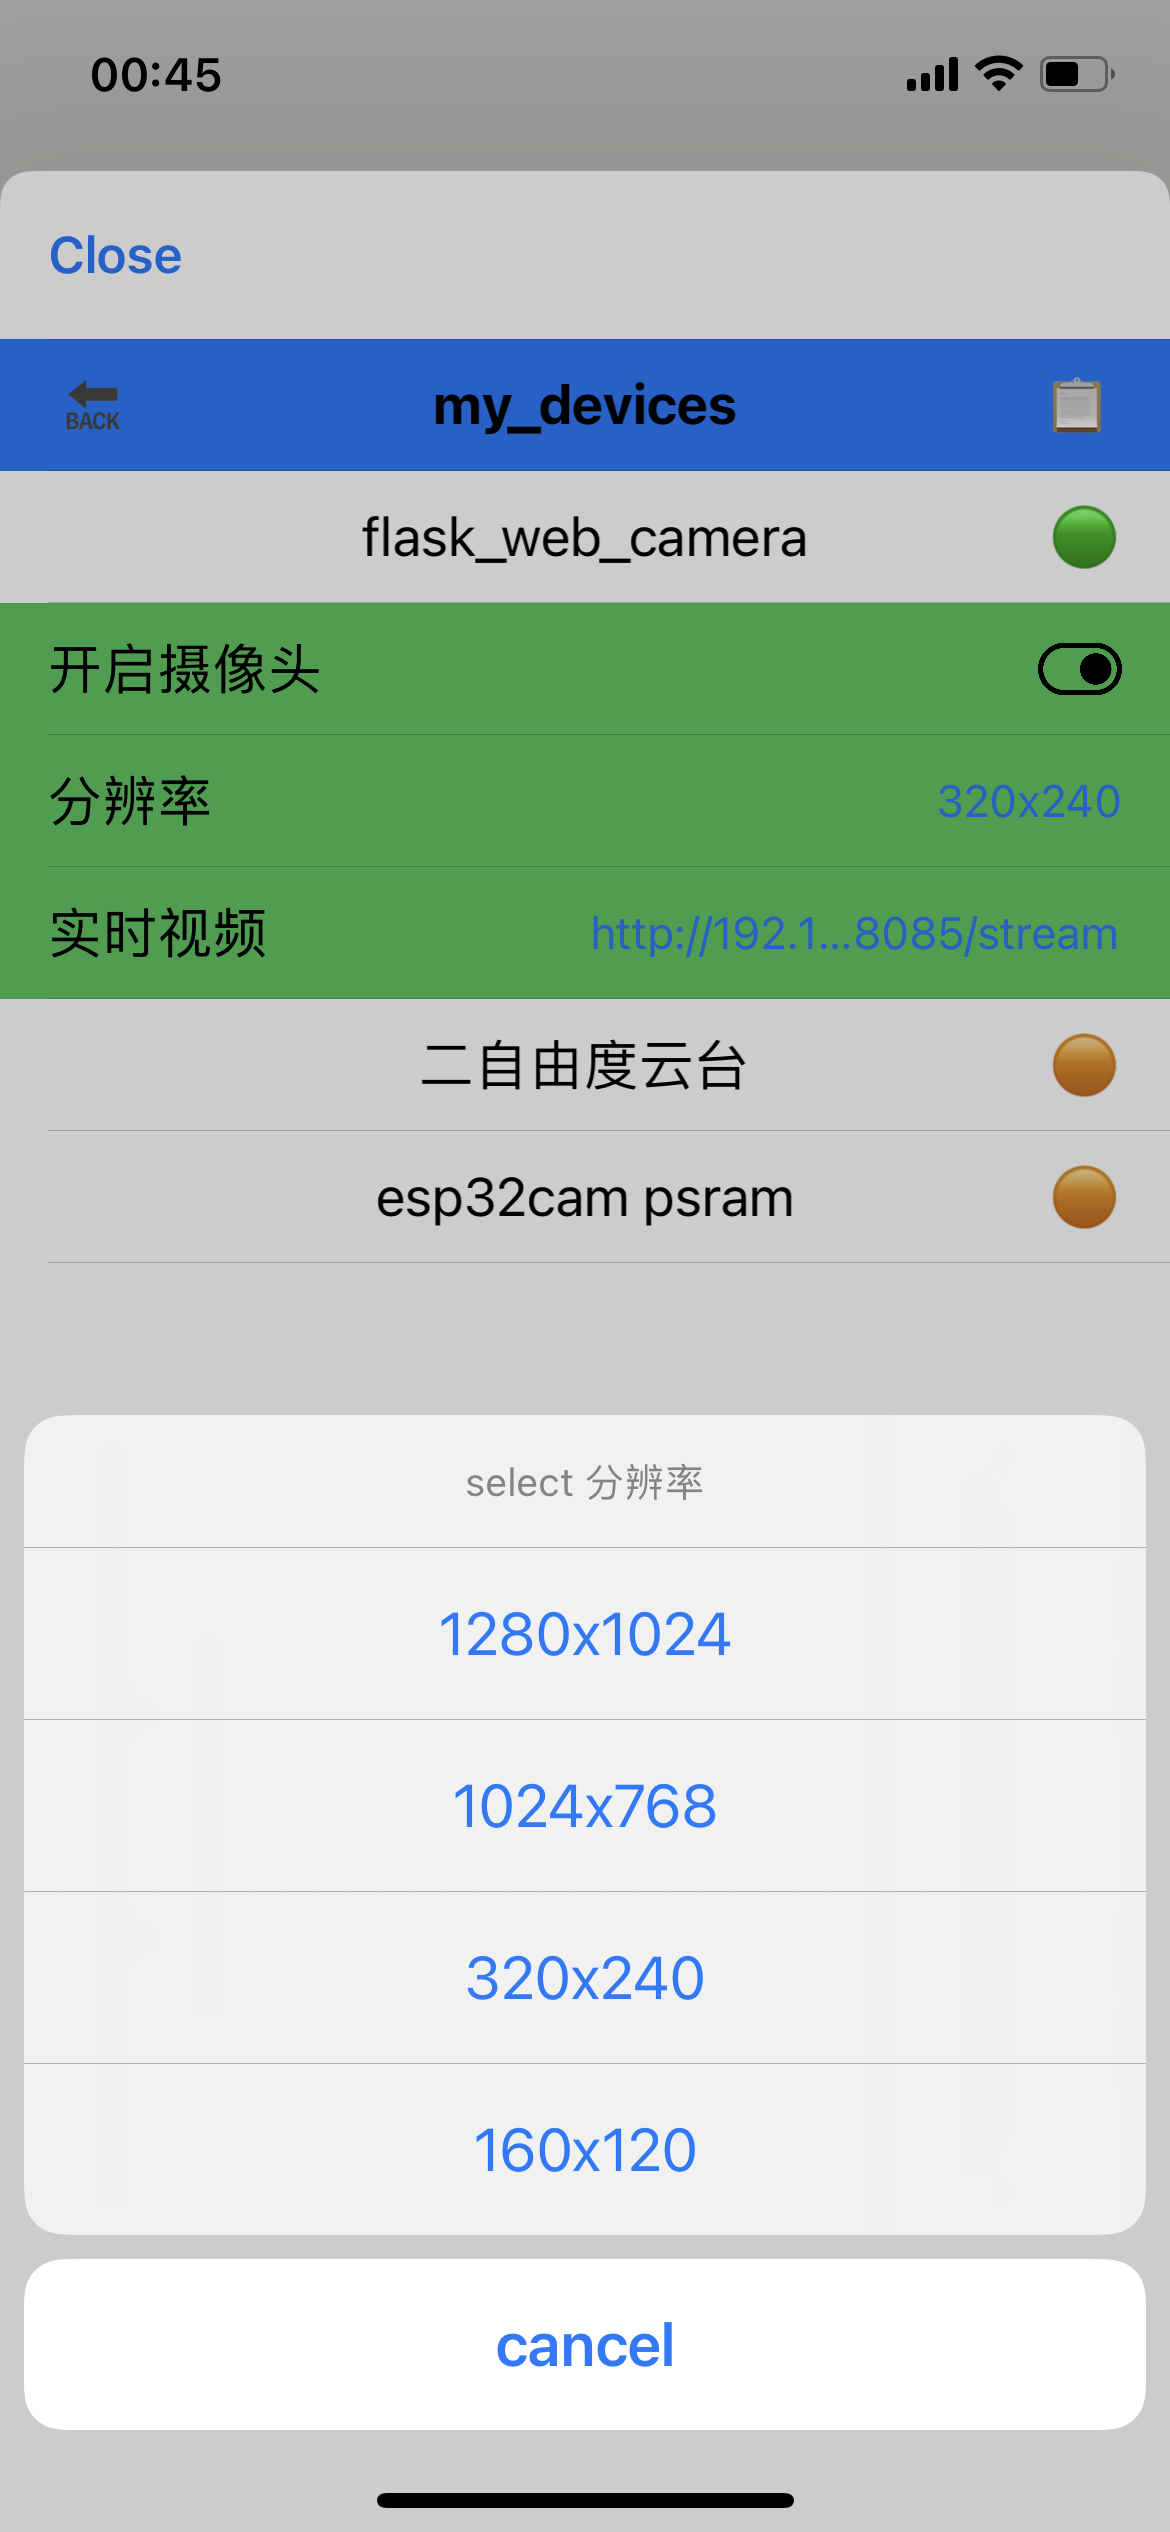 00:45
Close
BACK
my_devices
flask_web_camera
开启摄像头
分辨率
320x240
实时视频
http://192.1...8085/stream
二自由度云台
esp32cam psram
select 分辨率
1280x1024
1024x768
320x240
160x120
cancel